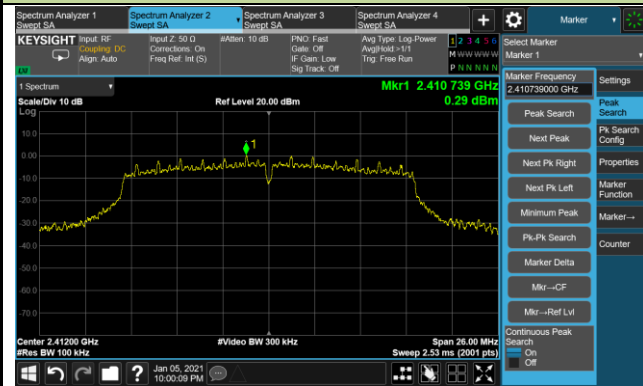 Spectrum Analyzer 1
Swept SA
Spectrum Analyzer 2
Swept SA
Spectrum Analyzer 3
Swept SA
Spectrum Analyzer 4
Swept SA
+
Marker
KEYSIGHT
Input: RF
Coupling: DC
Align: Auto
Input Z: 50 Ω
Corrections: On
Freq Ref: Int (S)
#Atten: 10 dB
PNO: Fast
Gate: Off
IF Gain: Low
Sig Track: Off
Avg Type: Log-Power
Avg|Hold:>1/1
Trig: Free Run
1 2 3 4 5 6
M W W W W W
P N N N N N
LXI
Select Marker
Marker 1
1 Spectrum
Mkr1 2.410 739 GHz
0.29 dBm
Scale/Div 10 dB
Ref Level 20.00 dBm
Log
10.0
0.00
-10.0
-20.0
-30.0
-40.0
-50.0
-60.0
-70.0
1
Center 2.41200 GHz
#Video BW 300 kHz
Span 26.00 MHz
#Res BW 100 kHz
Sweep 2.53 ms (2001 pts)
Marker Frequency
2.410739000 GHz
Peak Search
Next Peak
Next Pk Right
Next Pk Left
Minimum Peak
Pk-Pk Search
Marker Delta
Mkr→CF
Mkr→Ref Lvl
Continuous Peak
Search
On
Off
Settings
Peak
Search
Pk Search
Config
Properties
Marker
Function
Marker→
Counter
?
Jan 05, 2021
10:00:09 PM